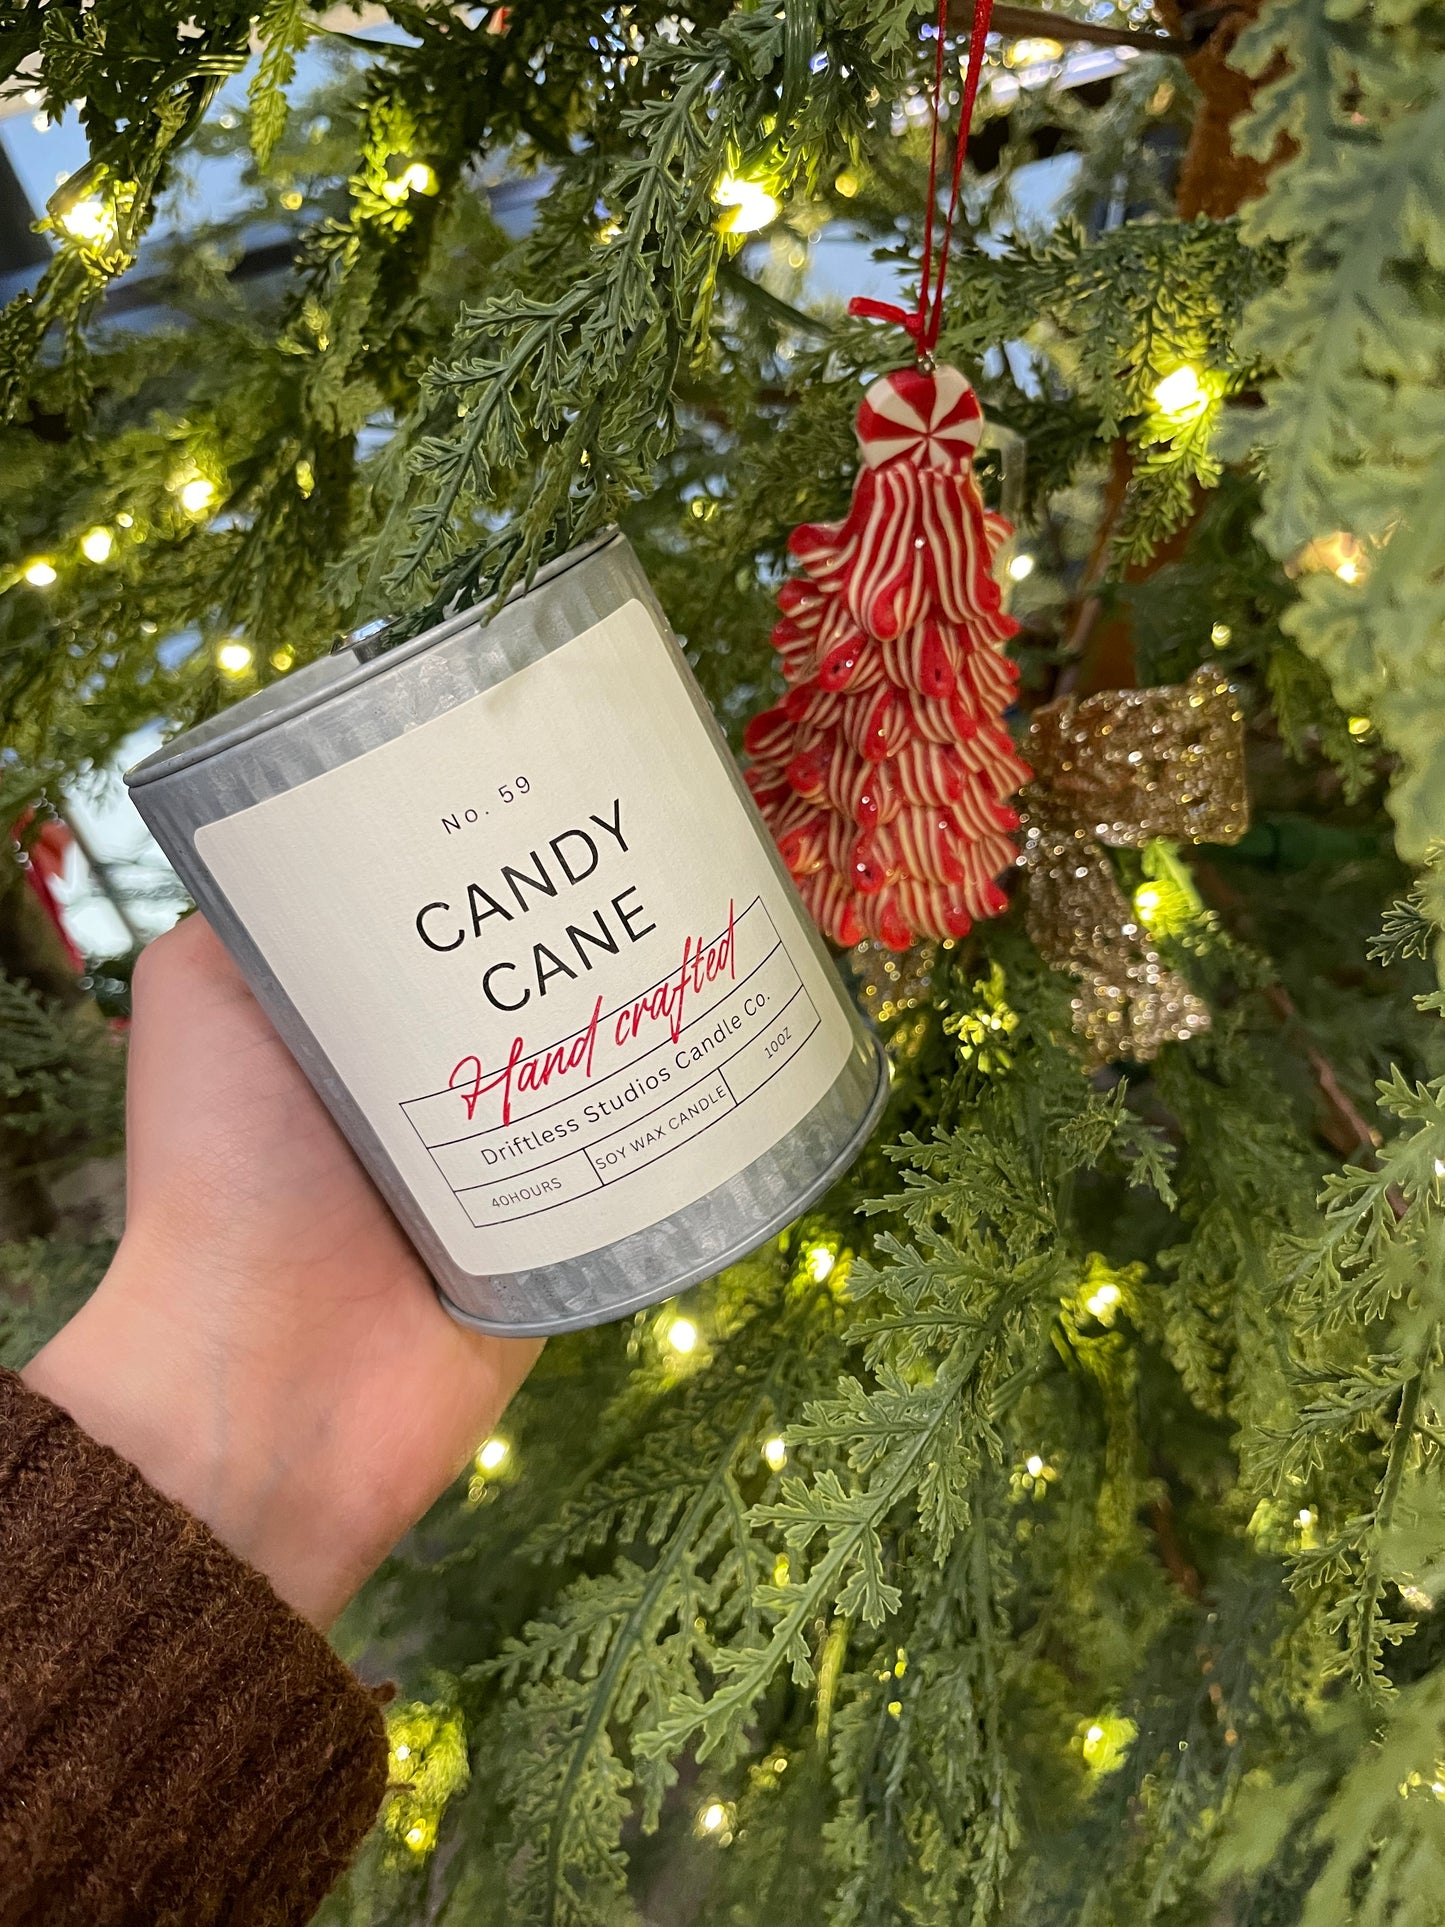 No. 59
CANDY
CANE
Hand crafted
Driftless Studios Candle Co.
40HOURS
SOY WAX CANDLE
10OZ